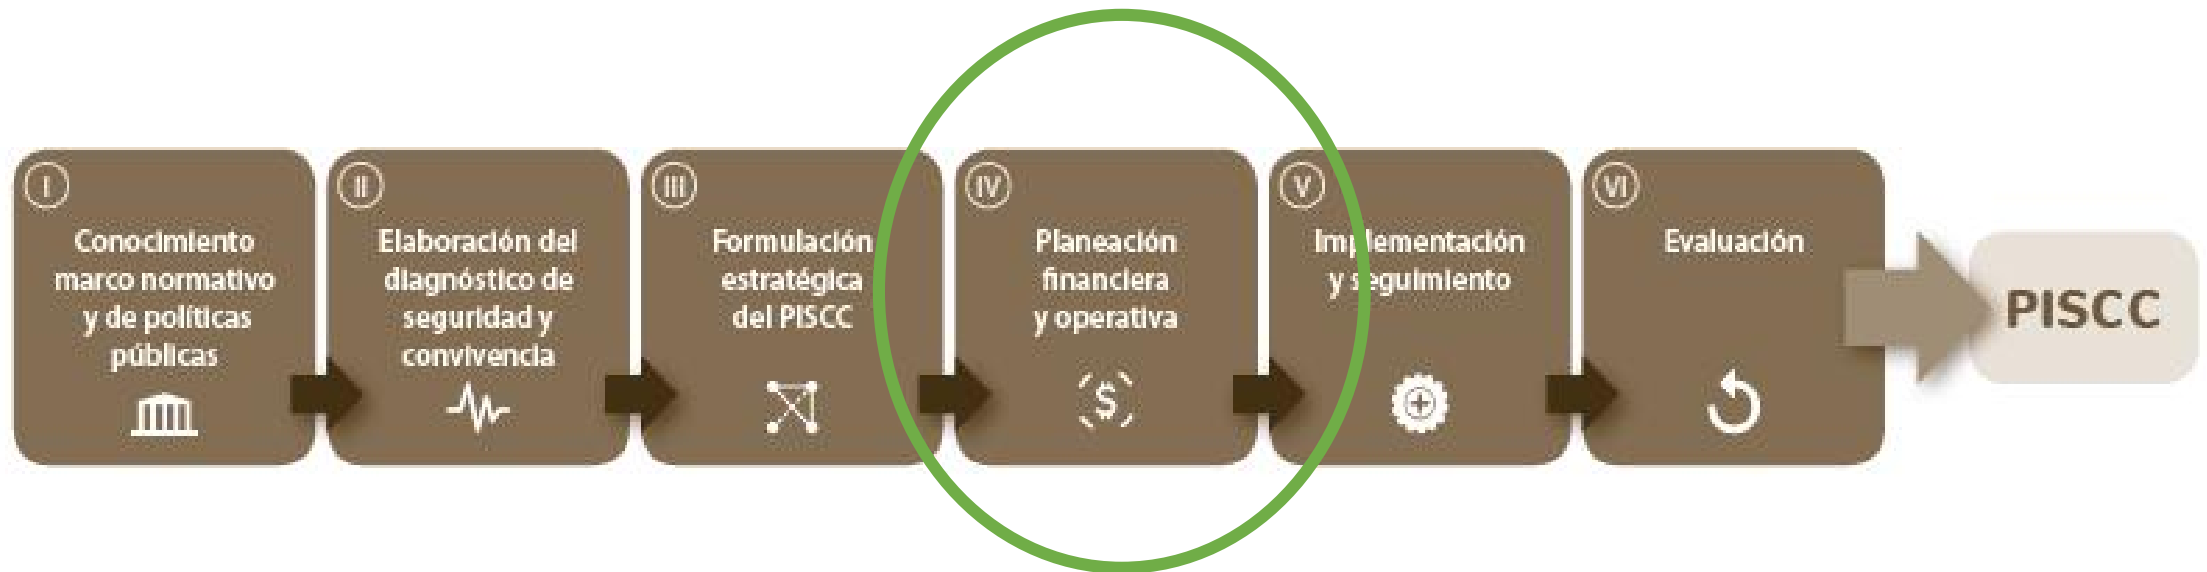 I
Conocimiento
marco normativo
y de políticas
públicas
II
Elaboración del
diagnóstico de
seguridad y
convivencia
III
Formulación
estratégica
del PISCC
IV
Planeación
financiera
y operativa
$
V
Implementación
y seguimiento
VI
Evaluación
PISCC